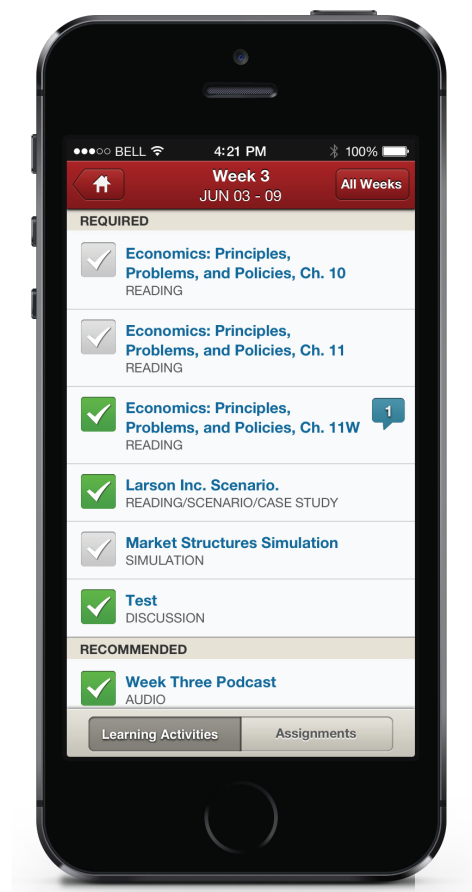 BELL 4:21 PM 100%
Week 3
JUN 03 - 09
All Weeks
REQUIRED
Economics: Principles,
Problems, and Policies, Ch. 10
READING
Economics: Principles,
Problems, and Policies, Ch. 11
READING
Economics: Principles,
Problems, and Policies, Ch. 11W
1
READING
Larson Inc. Scenario.
READING/SCENARIO/CASE STUDY
Market Structures Simulation
SIMULATION
Test
DISCUSSION
RECOMMENDED
Week Three Podcast
AUDIO
Learning Activities Assignments